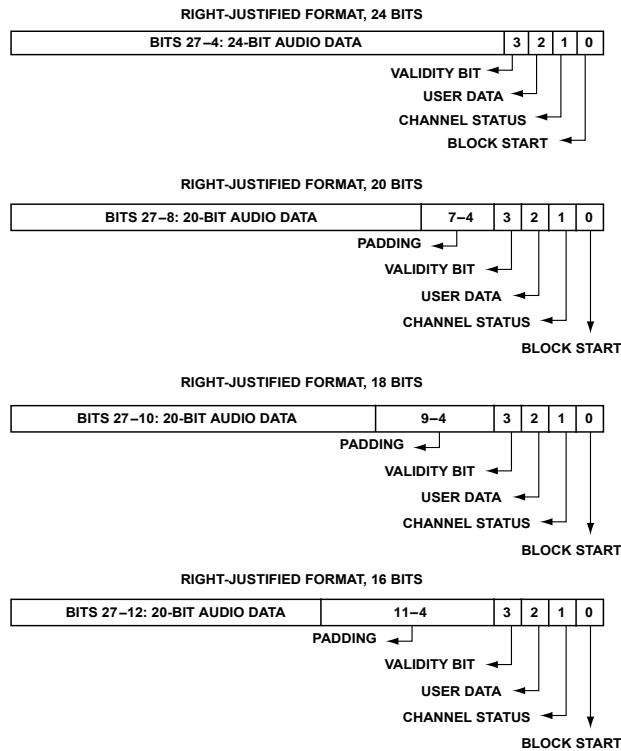 RIGHT-JUSTIFIED FORMAT, 24 BITS
BITS 27–4: 24-BIT AUDIO DATA 3 2 1 0
VALIDITY BIT
USER DATA
CHANNEL STATUS
BLOCK START
RIGHT-JUSTIFIED FORMAT, 20 BITS
BITS 27–8: 20-BIT AUDIO DATA 7–4 3 2 1 0
PADDING
VALIDITY BIT
USER DATA
CHANNEL STATUS
BLOCK START
RIGHT-JUSTIFIED FORMAT, 18 BITS
BITS 27–10: 20-BIT AUDIO DATA 9–4 3 2 1 0
PADDING
VALIDITY BIT
USER DATA
CHANNEL STATUS
BLOCK START
RIGHT-JUSTIFIED FORMAT, 16 BITS
BITS 27–12: 20-BIT AUDIO DATA 11–4 3 2 1 0
PADDING
VALIDITY BIT
USER DATA
CHANNEL STATUS
BLOCK START